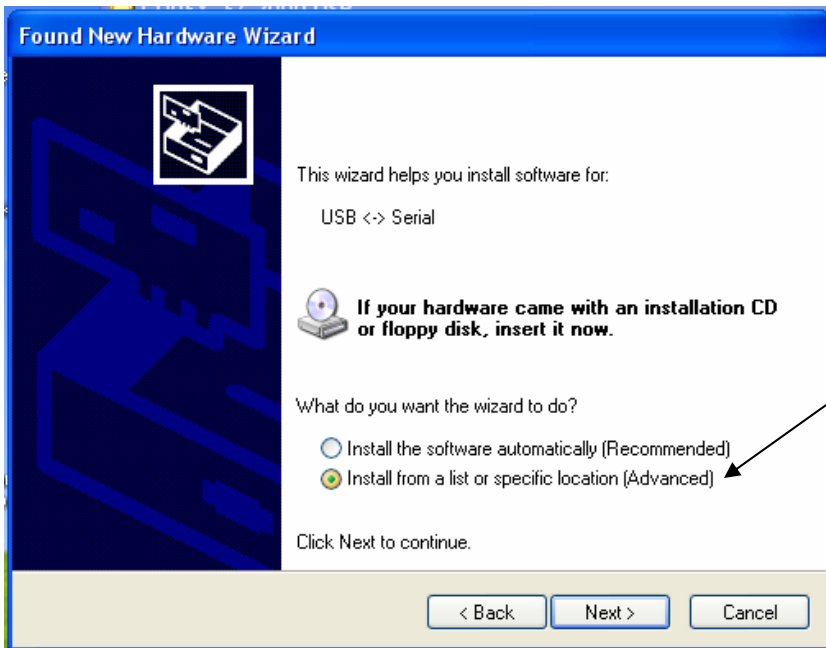 Found New Hardware Wizard
This wizard helps you install software for:
USB <-> Serial
If your hardware came with an installation CD
or floppy disk, insert it now.
What do you want the wizard to do?
Install the software automatically (Recommended)
Install from a list or specific location (Advanced)
Click Next to continue.
< Back
Next >
Cancel